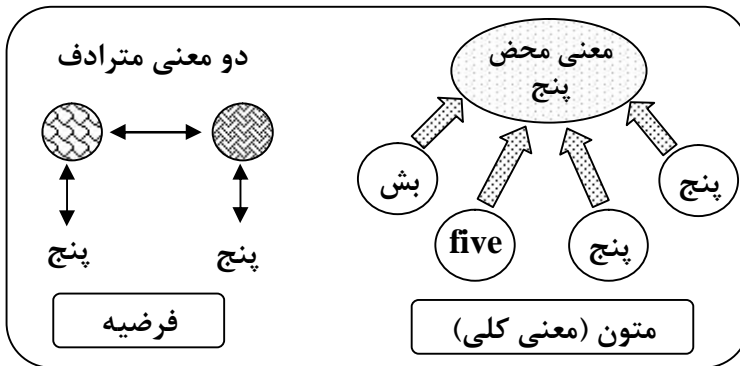 معنی محض
پنج
پنج
پنج
five
بش
متون (معنی کلی)
دو معنی مترادف
پنج
پنج
فرضیه